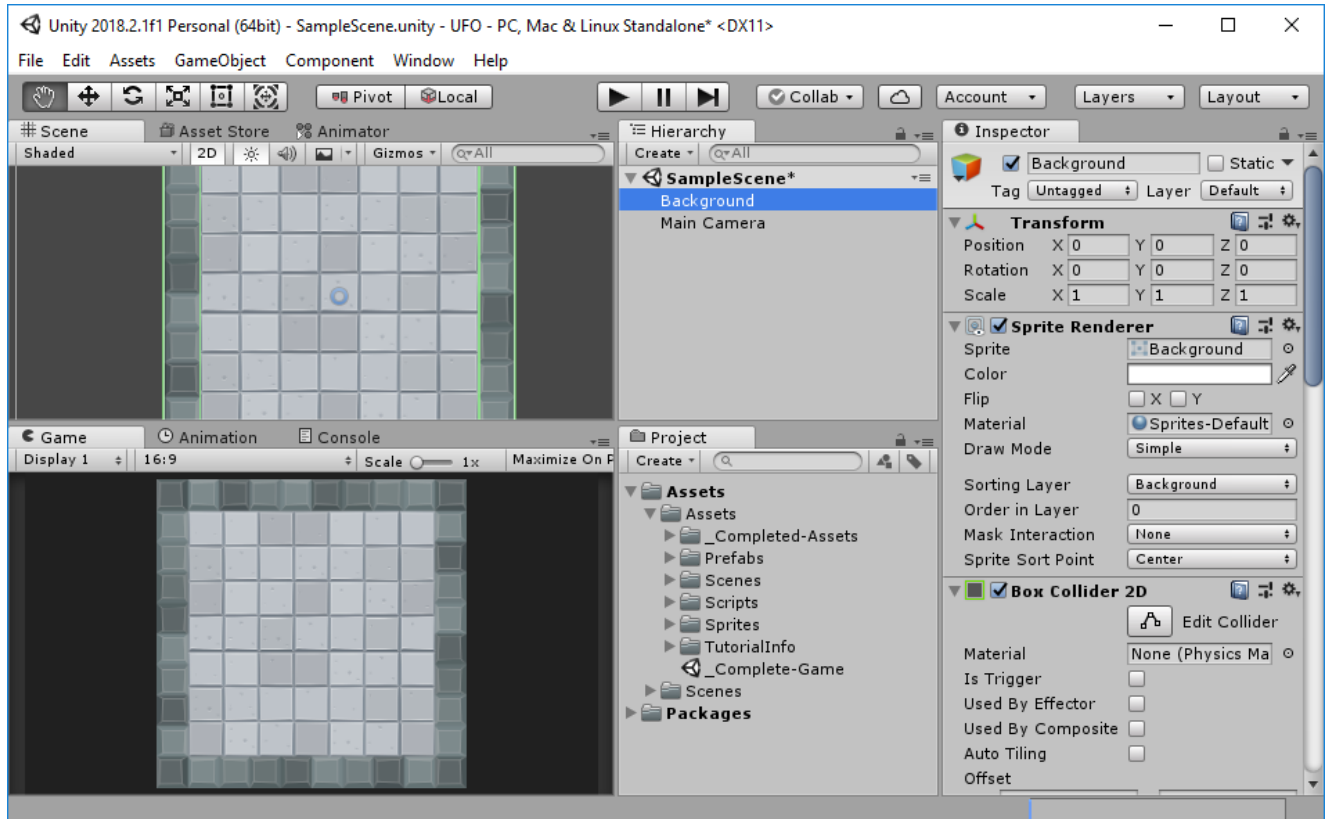 Unity 2018.2.1f1 Personal (64bit) - SampleScene.unity - UFO - PC, Mac & Linux Standalone* <DX11>
File Edit Assets GameObject Component Window Help
Pivot Local Collab Account Layers Layout
Scene Asset Store Animator
Shaded 2D Gizmos All
Hierarchy
Create All
SampleScene*
Background
Main Camera
Game Animation Console
Display 1 16:9 Scale 1x Maximize On P
Project
Create
Assets
Assets
_Completed-Assets
Prefabs
Scenes
Scripts
Sprites
TutorialInfo
_Complete-Game
Scenes
Packages
Inspector
Background Static
Tag Untagged Layer Default
Transform
Position X 0 Y 0 Z 0
Rotation X 0 Y 0 Z 0
Scale X 1 Y 1 Z 1
Sprite Renderer
Sprite Background
Color
Flip X Y
Material Sprites-Default
Draw Mode Simple
Sorting Layer Background
Order in Layer 0
Mask Interaction None
Sprite Sort Point Center
Box Collider 2D
Edit Collider
Material None (Physics Ma
Is Trigger
Used By Effector
Used By Composite
Auto Tiling
Offset